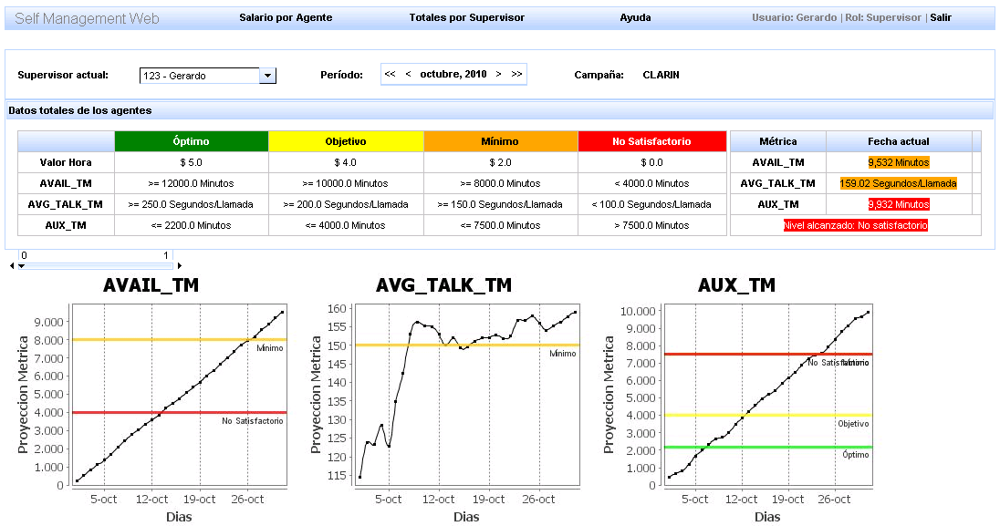 Self Management Web Salario por Agente Totales por Supervisor Ayuda Usuario: Gerardo | Rol: Supervisor | Salir
Supervisor actual: 123 - Gerardo Período: << < octubre, 2010 > >> Campaña: CLARIN
Datos totales de los agentes
Óptimo Objetivo Mínimo No Satisfactorio Métrica Fecha actual
Valor Hora $ 5.0 $ 4.0 $ 2.0 $ 0.0 AVAIL_TM 9,532 Minutos
AVAIL_TM >= 12000.0 Minutos >= 10000.0 Minutos >= 8000.0 Minutos < 4000.0 Minutos AVG_TALK_TM 159.02 Segundos/Llamada
AVG_TALK_TM >= 250.0 Segundos/Llamada >= 200.0 Segundos/Llamada >= 150.0 Segundos/Llamada < 100.0 Segundos/Llamada AUX_TM 9,932 Minutos
AUX_TM <= 2200.0 Minutos <= 4000.0 Minutos <= 7500.0 Minutos > 7500.0 Minutos Nivel alcanzado: No satisfactorio
0 1
AVAIL_TM
Proyeccion Metrica
9.000
8.000
7.000
6.000
5.000
4.000
3.000
2.000
1.000
0
Mínimo
No Satisfactorio
5-oct 12-oct 19-oct 26-oct
Dias
AVG_TALK_TM
Proyeccion Metrica
160
155
150
145
140
135
130
125
120
115
Mínimo
5-oct 12-oct 19-oct 26-oct
Dias
AUX_TM
Proyeccion Metrica
10.000
9.000
8.000
7.000
6.000
5.000
4.000
3.000
2.000
1.000
0
No Satisfactorio
Mínimo
Objetivo
Óptimo
5-oct 12-oct 19-oct 26-oct
Dias